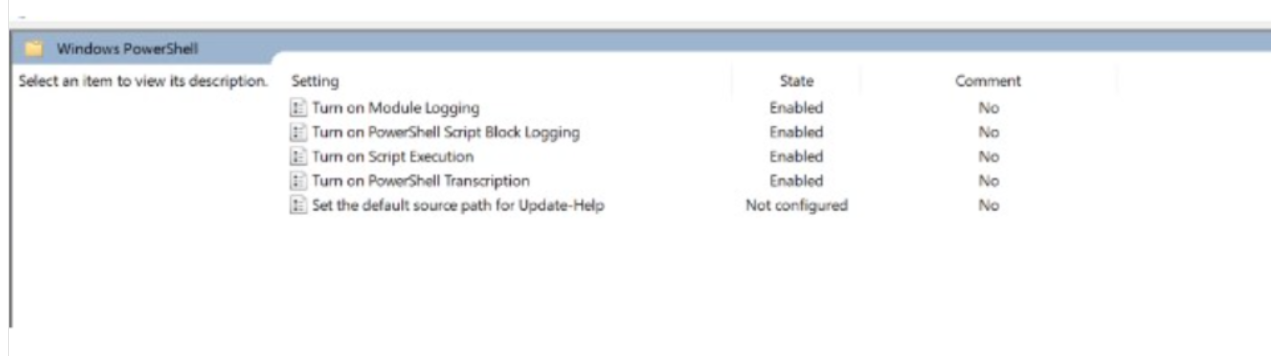 Windows PowerShell
Select an item to view its description. Setting State Comment
Turn on Module Logging Enabled No
Turn on PowerShell Script Block Logging Enabled No
Turn on Script Execution Enabled No
Turn on PowerShell Transcription Enabled No
Set the default source path for Update-Help Not configured No